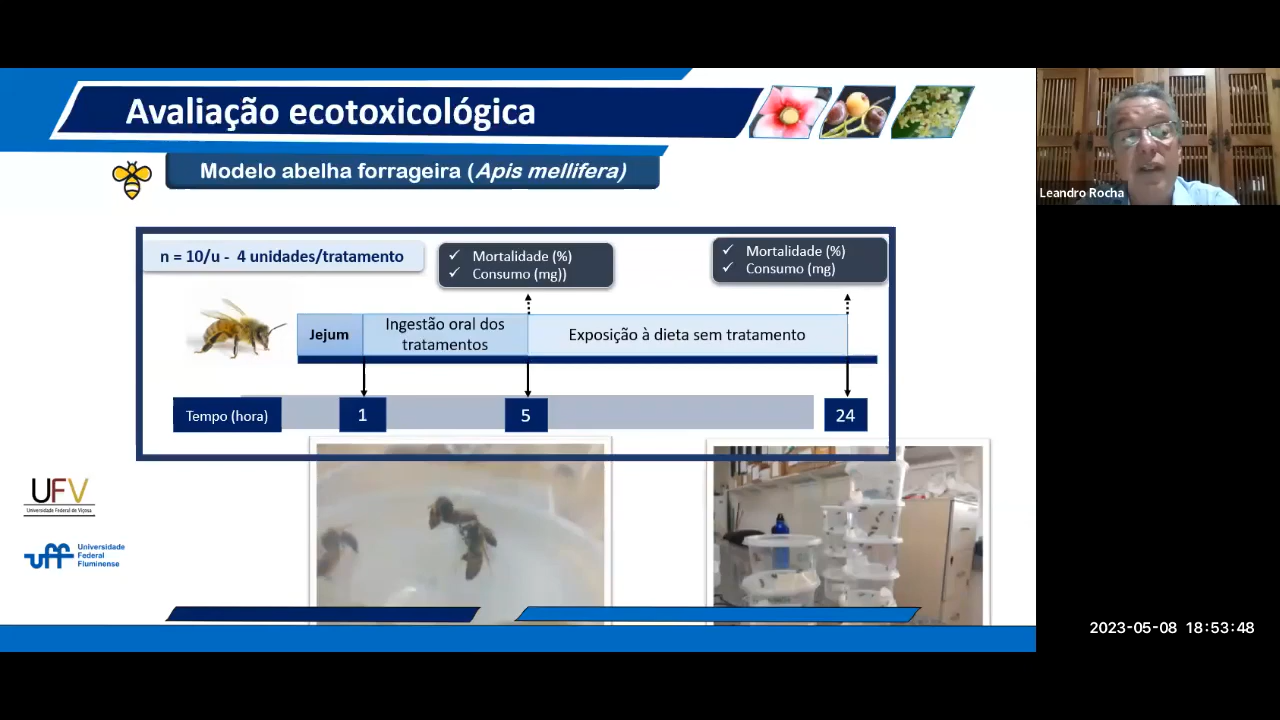 Avaliação ecotoxicológica
Modelo abelha forrageira (Apis mellifera)
Leandro Rocha
n = 10/u - 4 unidades/tratamento
✓ Mortalidade (%)
✓ Consumo (mg))
✓ Mortalidade (%)
✓ Consumo (mg)
Jejum
Ingestão oral dos
tratamentos
Exposição à dieta sem tratamento
Tempo (hora)
1
5
24
UFV
Universidade Federal de Viçosa
uff
Universidade
Federal
Fluminense
2023-05-08 18:53:48